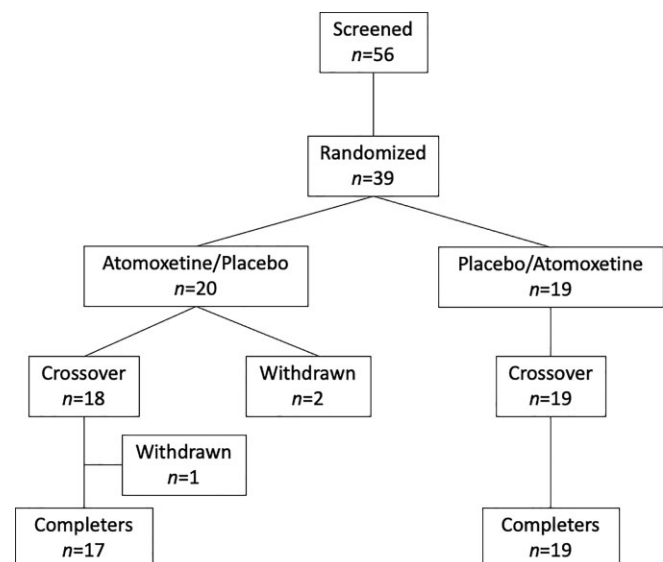 Screened
n=56
Randomized
n=39
Atomoxetine/Placebo
n=20
Placebo/Atomoxetine
n=19
Crossover
n=18
Withdrawn
n=2
Crossover
n=19
Withdrawn
n=1
Completers
n=17
Completers
n=19